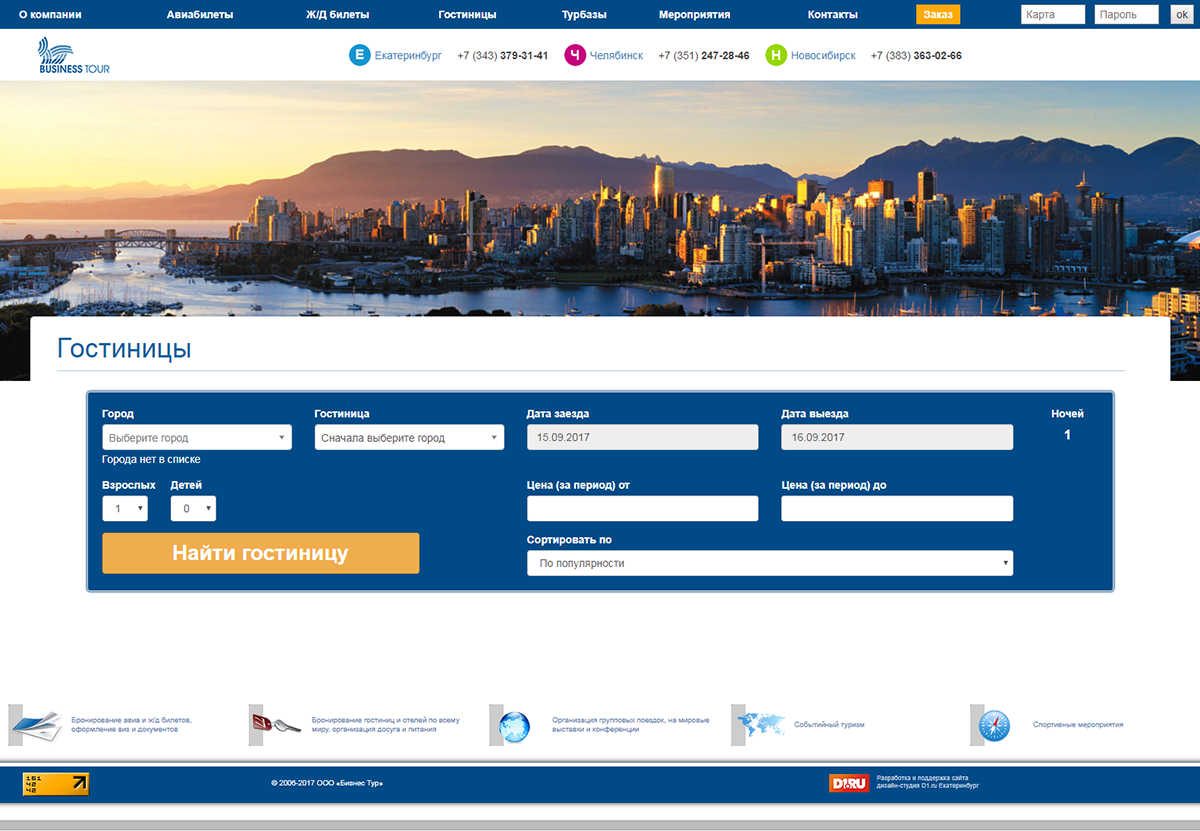 О компании Авиабилеты Ж/Д билеты Гостиницы Турбазы Мероприятия Контакты Заказ Карта Пароль ok
BUSINESS TOUR
Е Екатеринбург +7 (343) 379-31-41 Ч Челябинск +7 (351) 247-28-46 Н Новосибирск +7 (383) 363-02-66
Гостиницы
Город Гостиница Дата заезда Дата выезда Ночей
Выберите город Сначала выберите город 15.09.2017 16.09.2017 1
Города нет в списке
Взрослых Детей Цена (за период) от Цена (за период) до
1 0
Найти гостиницу
Сортировать по
По популярности
Бронирование авиа и ж/д билетов,
оформление виз и документов
Бронирование гостиниц и отелей по всему
миру, организация досуга и питания
Организация групповых поездок, на мировые
выставки и конференции
Событийный туризм
Спортивные мероприятия
161
42
42
© 2006-2017 ООО «Бизнес Тур»
D1.RU
Разработка и поддержка сайта
дизайн-студия D1.ru Екатеринбург